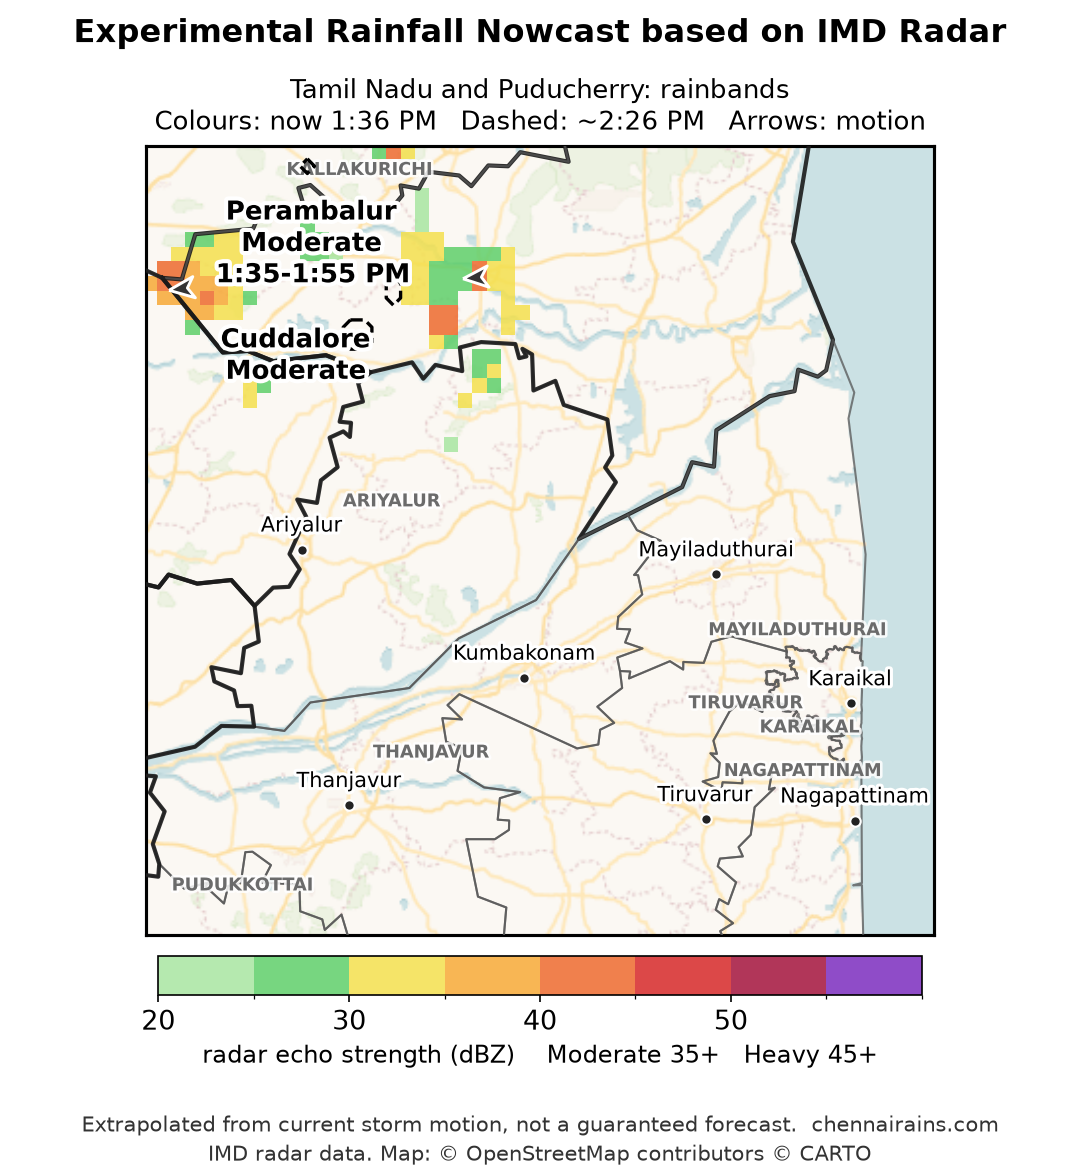 Experimental Rainfall Nowcast based on IMD Radar
Tamil Nadu and Puducherry: rainbands
Colours: now 1:36 PM   Dashed: ~2:26 PM   Arrows: motion
KALLAKURICHI
Perambalur
Moderate
1:35-1:55 PM
Cuddalore
Moderate
ARIYALUR
Ariyalur
Mayiladuthurai
MAYILADUTHURAI
Kumbakonam
Karaikal
TIRUVARUR
KARAIKAL
THANJAVUR
NAGAPATTINAM
Thanjavur
Tiruvarur
Nagapattinam
PUDUKKOTTAI
20 30 40 50
radar echo strength (dBZ)    Moderate 35+   Heavy 45+
Extrapolated from current storm motion, not a guaranteed forecast.  chennairains.com
IMD radar data. Map: © OpenStreetMap contributors © CARTO